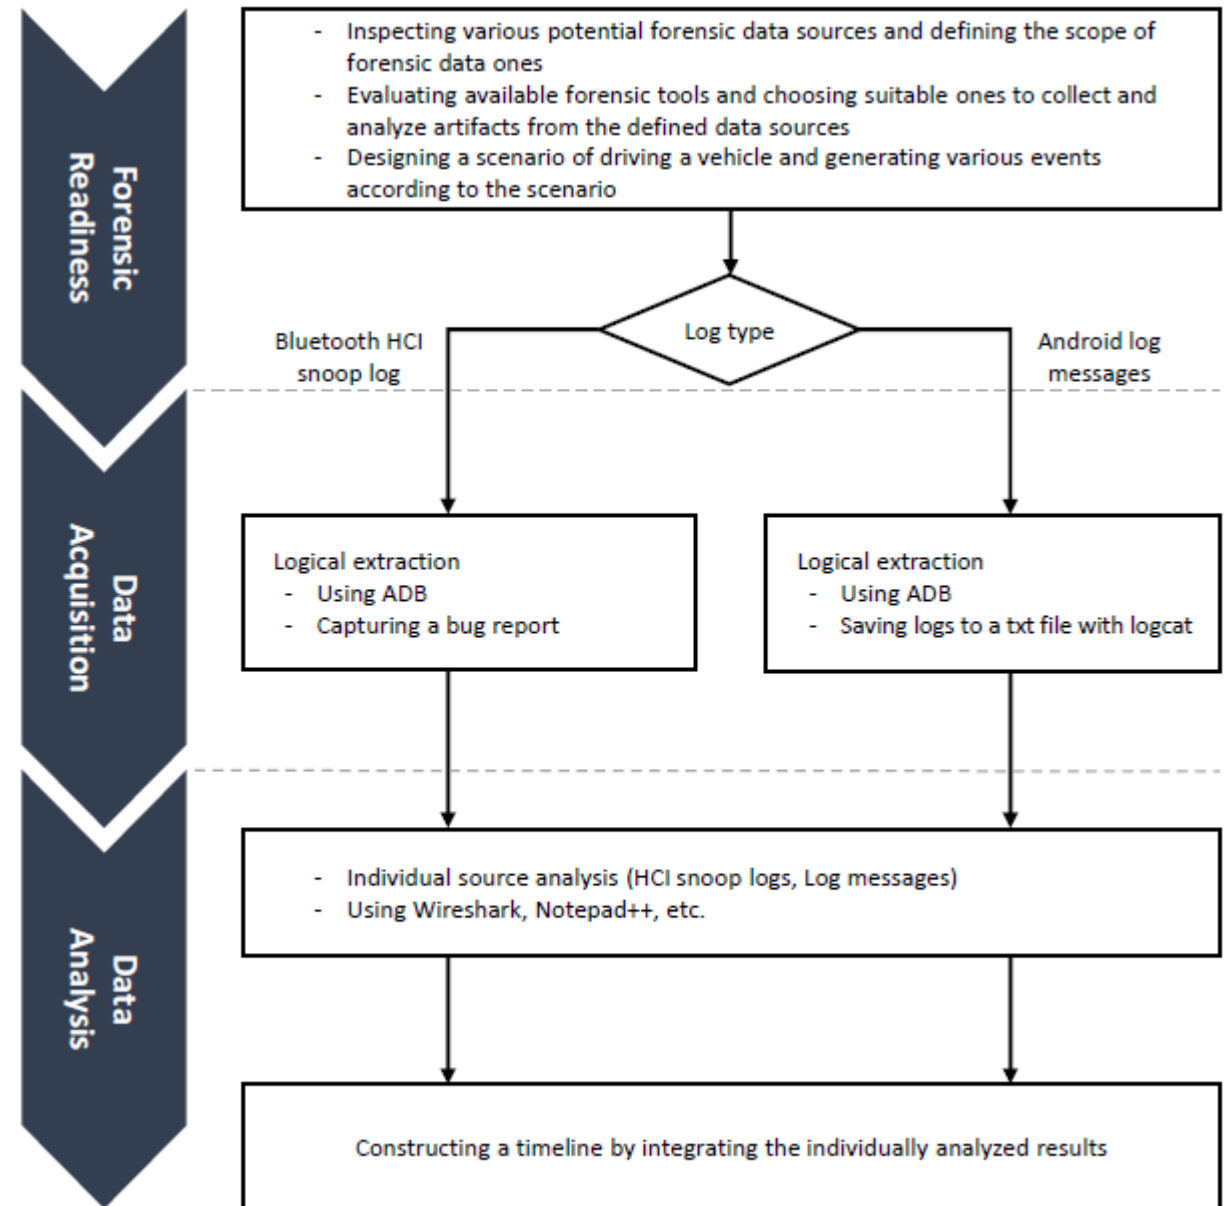 Forensic
Readiness
- Inspecting various potential forensic data sources and defining the scope of
forensic data ones
- Evaluating available forensic tools and choosing suitable ones to collect and
analyze artifacts from the defined data sources
- Designing a scenario of driving a vehicle and generating various events
according to the scenario
Log type
Bluetooth HCI
snoop log
Android log
messages
Data
Acquisition
Logical extraction
- Using ADB
- Capturing a bug report
Logical extraction
- Using ADB
- Saving logs to a txt file with logcat
Data
Analysis
- Individual source analysis (HCI snoop logs, Log messages)
- Using Wireshark, Notepad++, etc.
Constructing a timeline by integrating the individually analyzed results